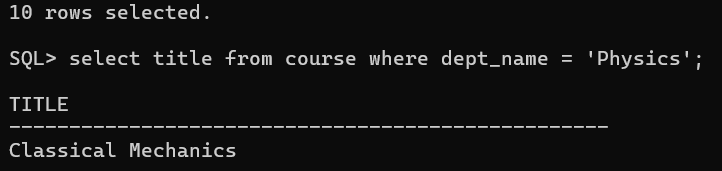 10 rows selected.
SQL> select title from course where dept_name = 'Physics';
TITLE
--------------------------------------------------
Classical Mechanics